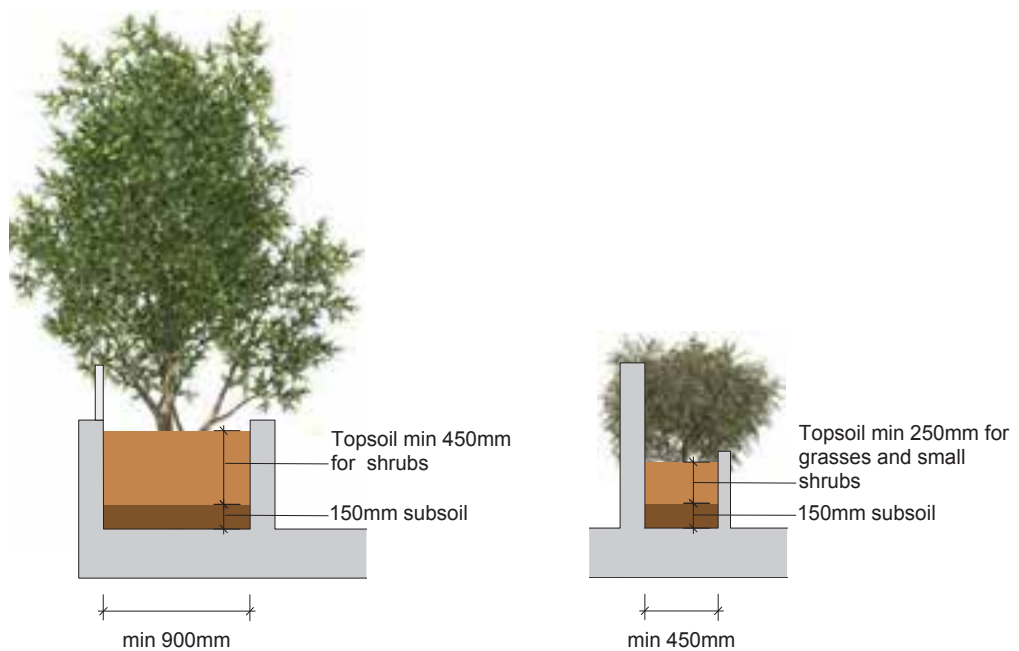 Topsoil min 450mm
for shrubs
150mm subsoil
min 900mm
Topsoil min 250mm for
grasses and small
shrubs
150mm subsoil
min 450mm